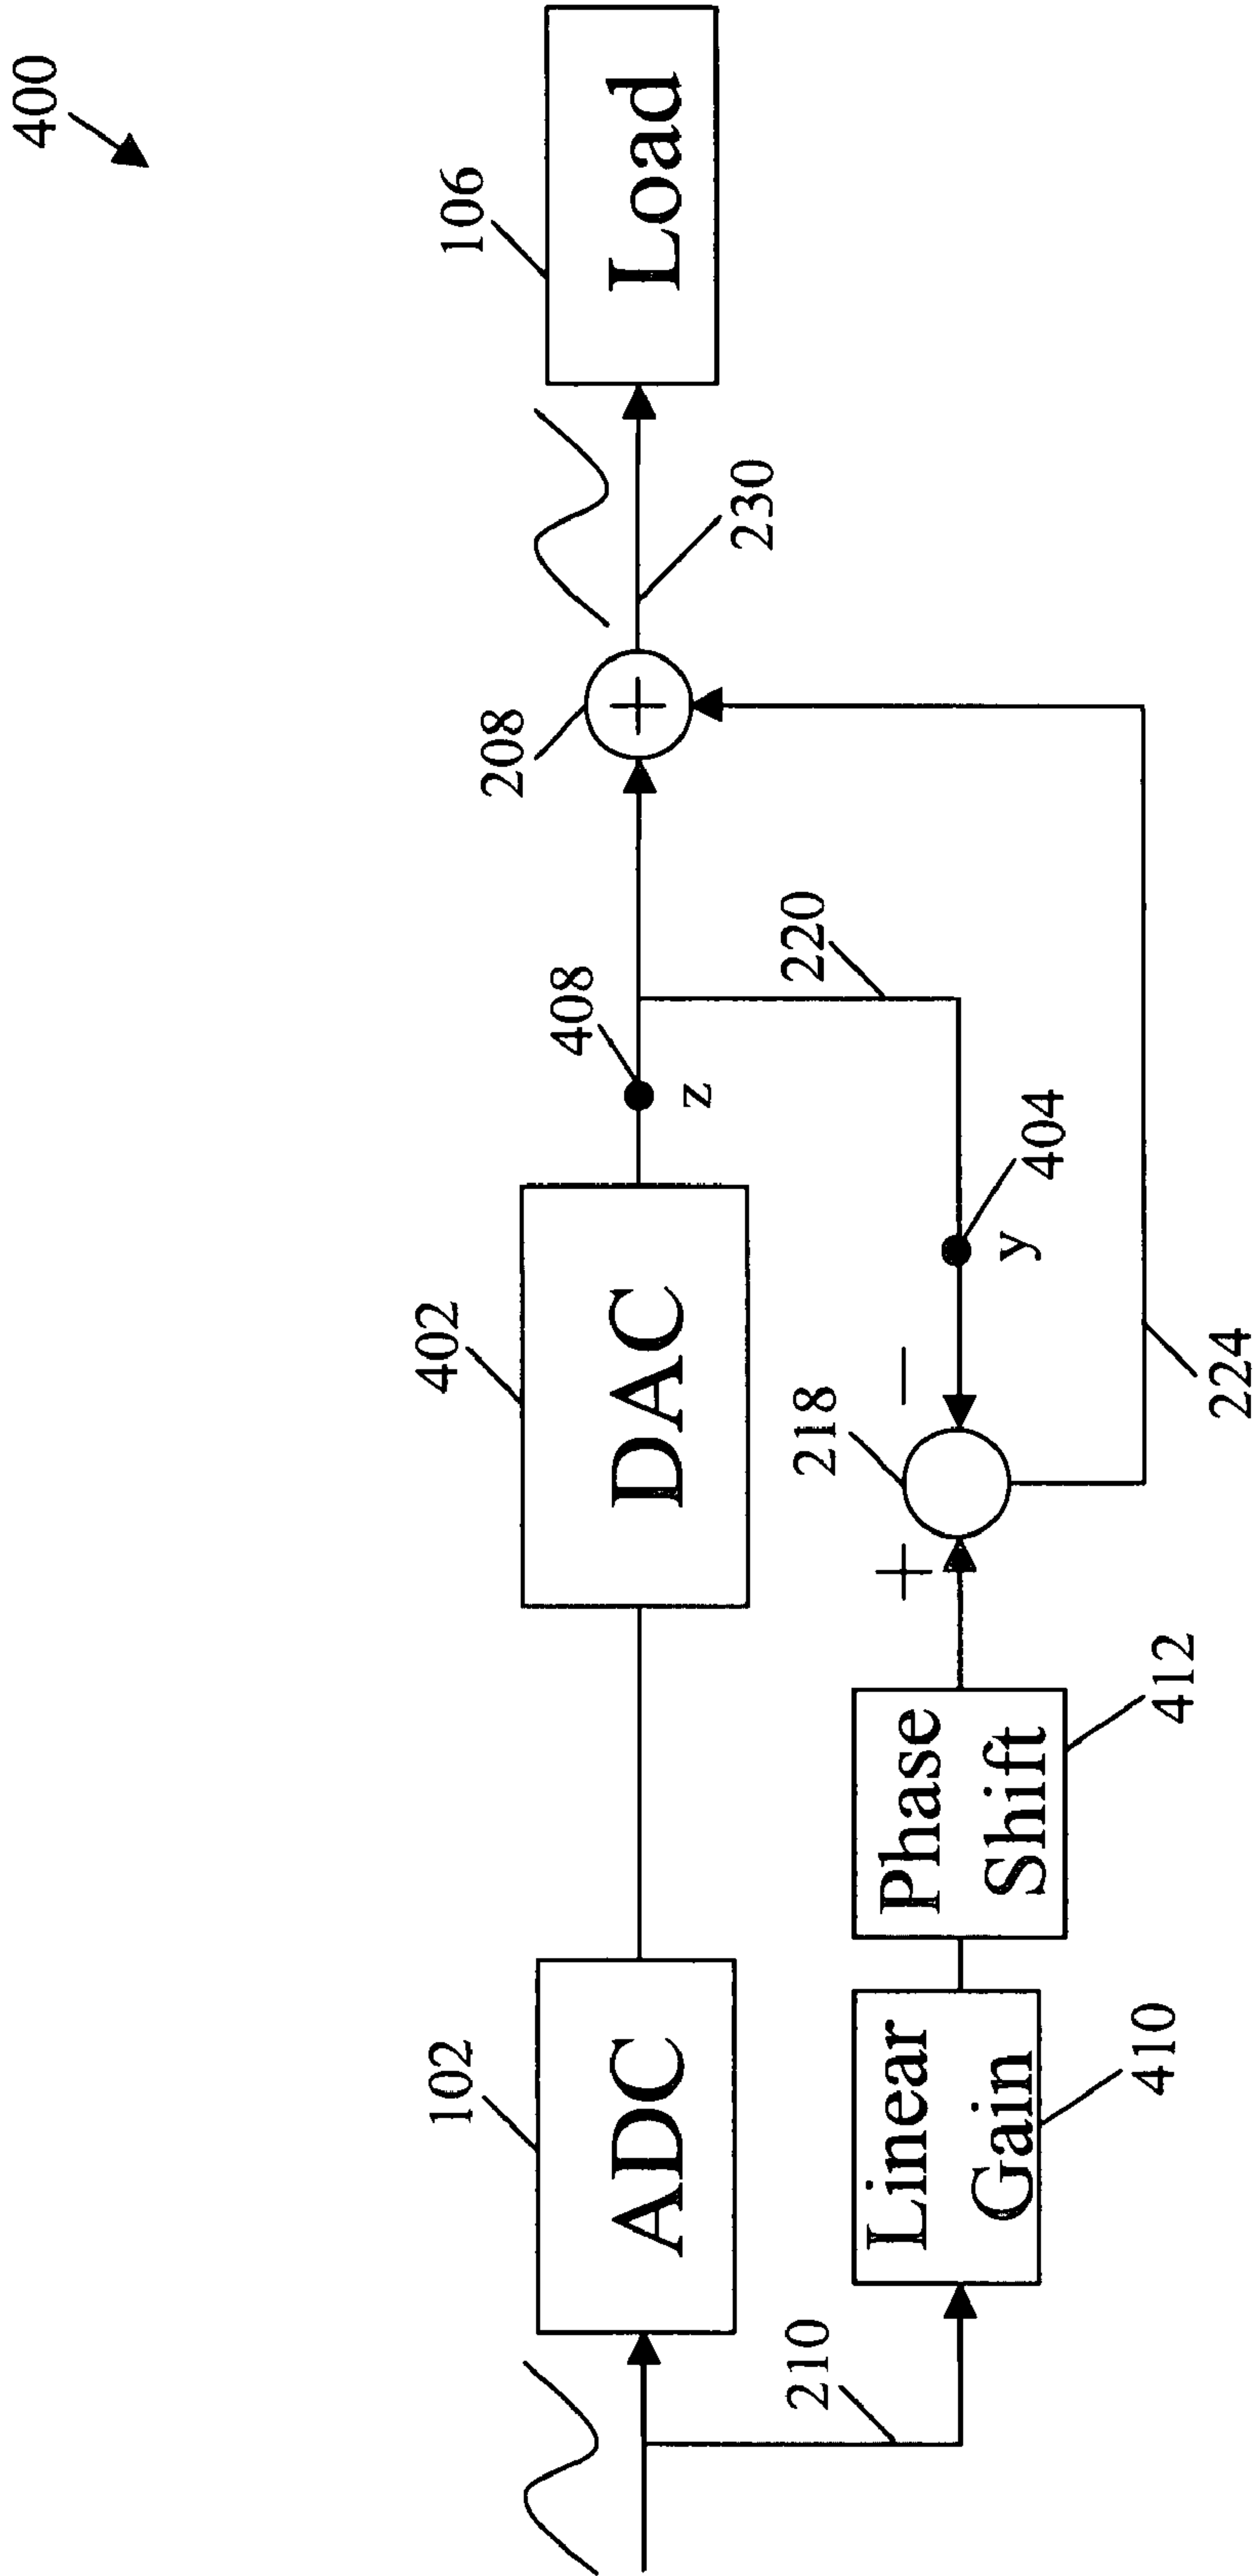 400
102
ADC
402
DAC
408
z
208
+
230
106
Load
210
Linear
Gain
410
Phase
Shift
412
+
218
−
y
404
220
224